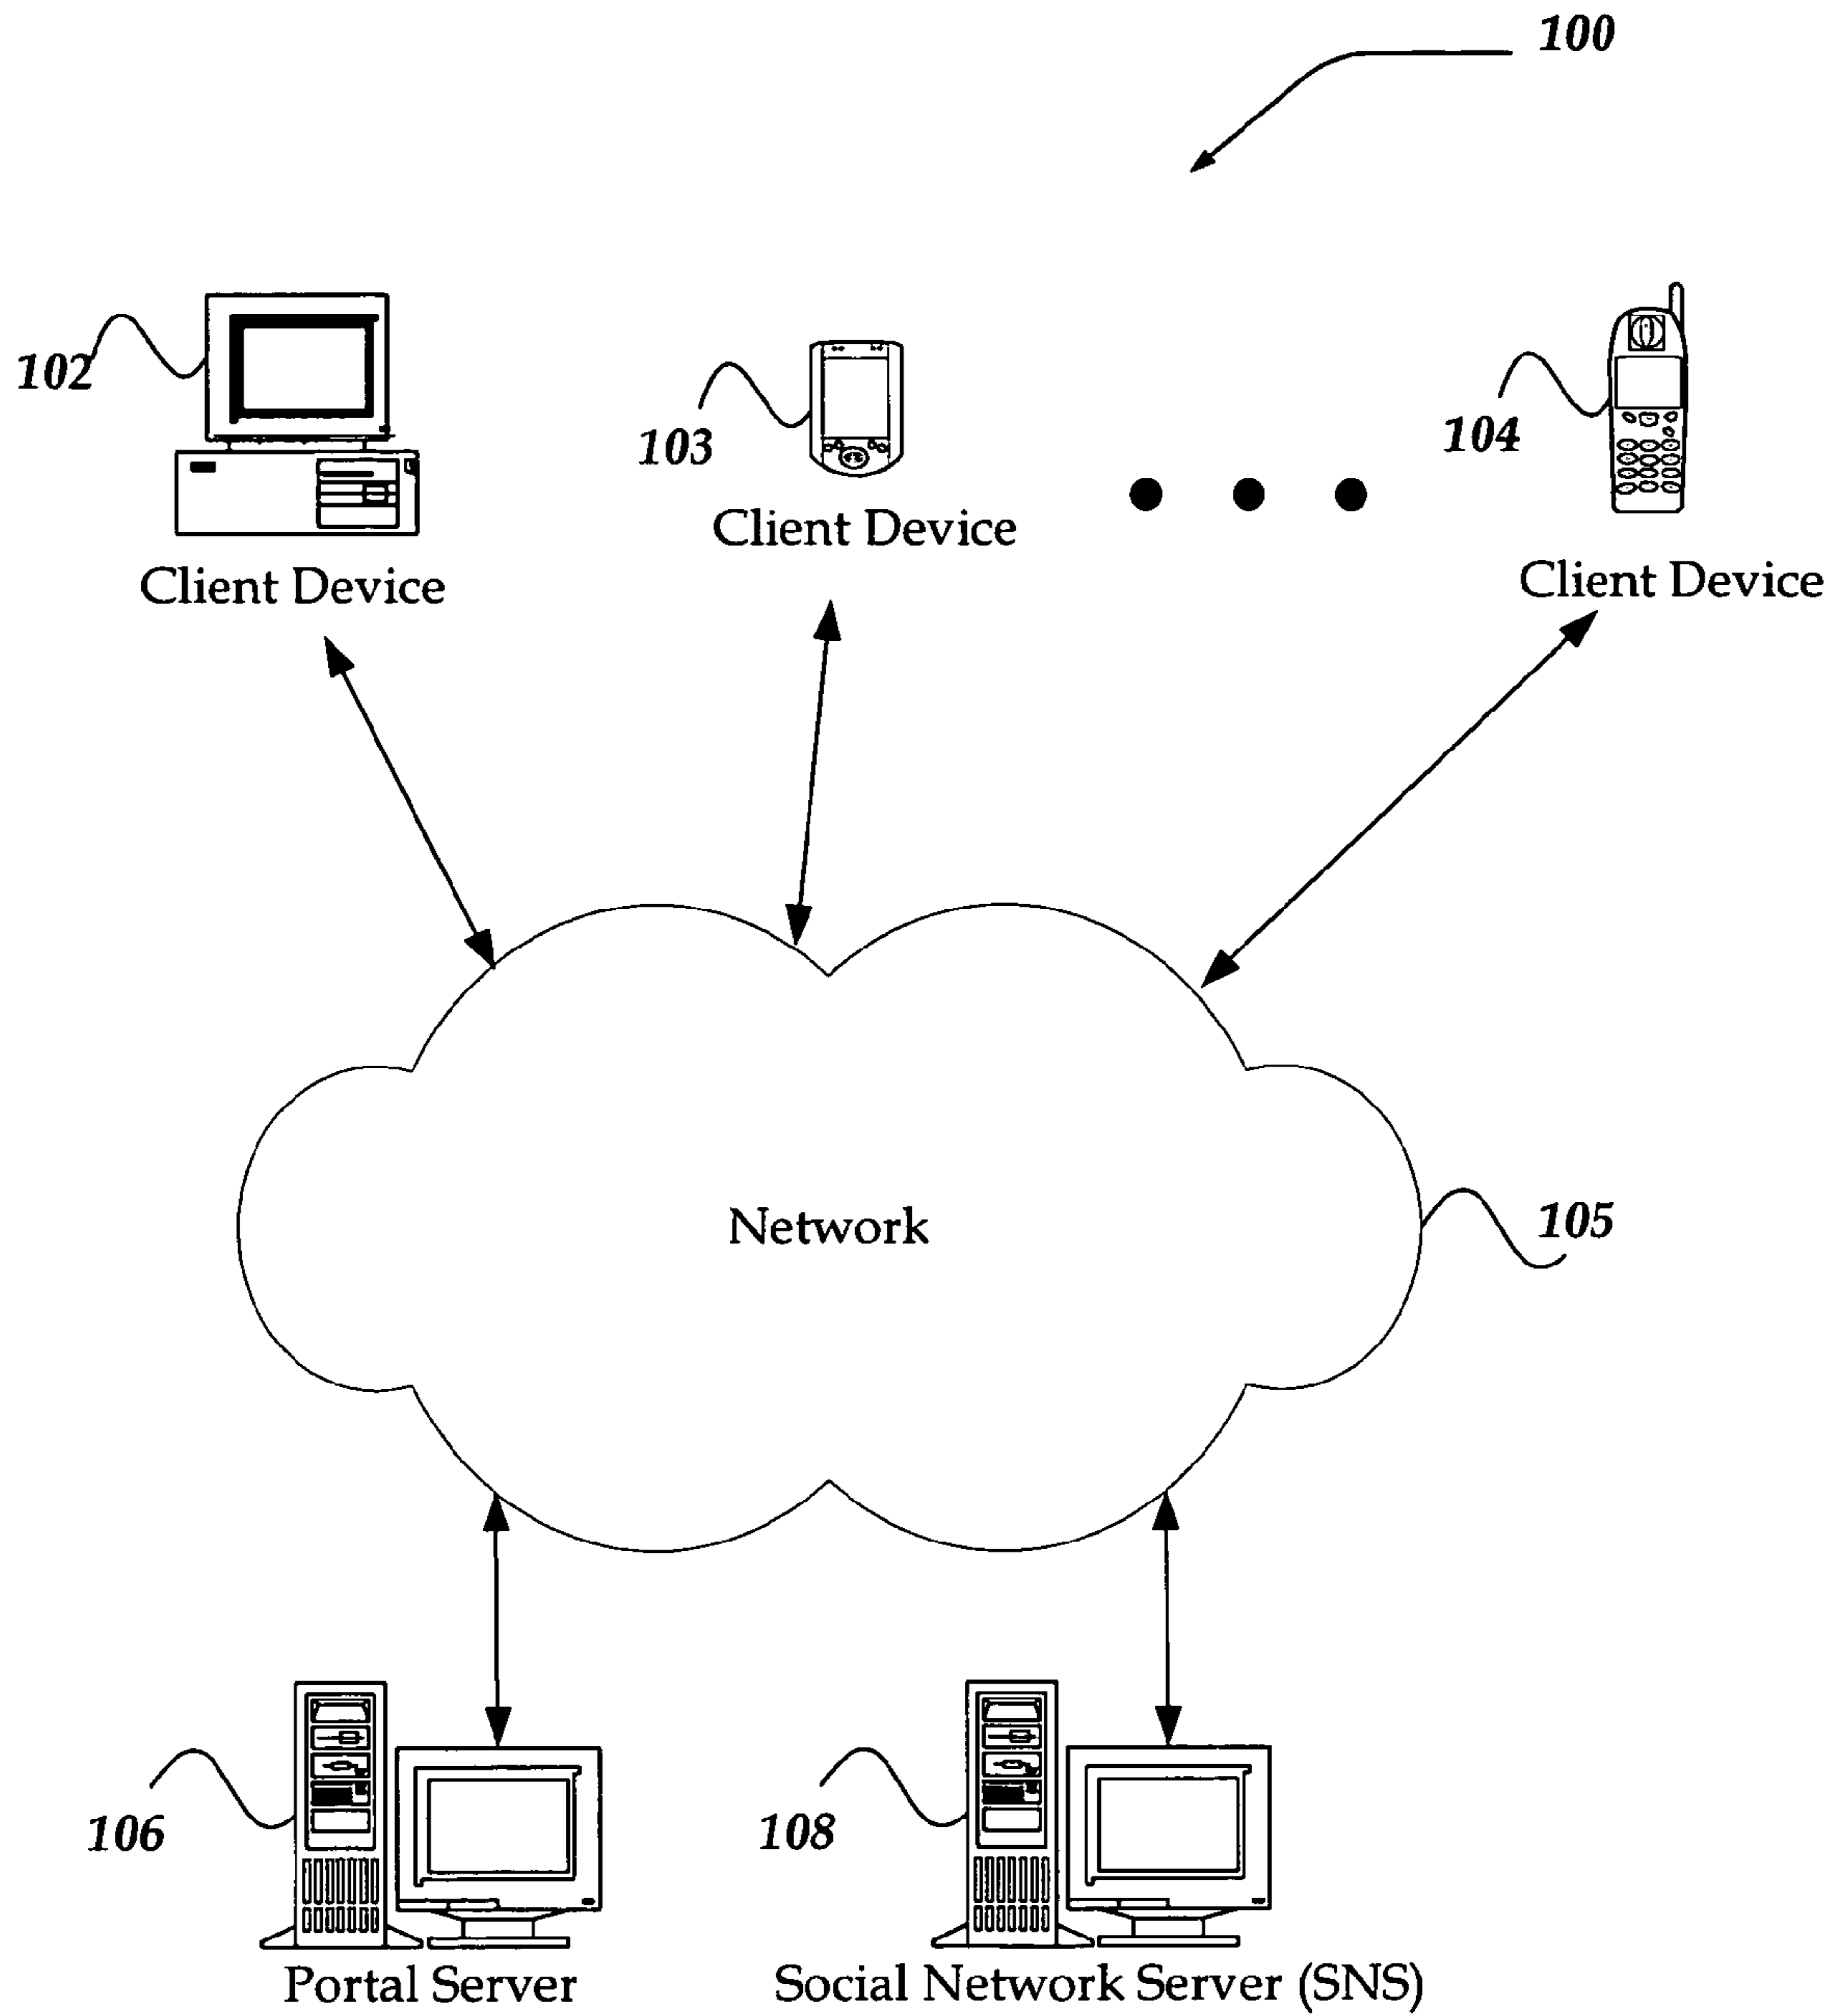 100
102
103
104
Client Device
Client Device
Client Device
Network
105
106
108
Portal Server
Social Network Server (SNS)